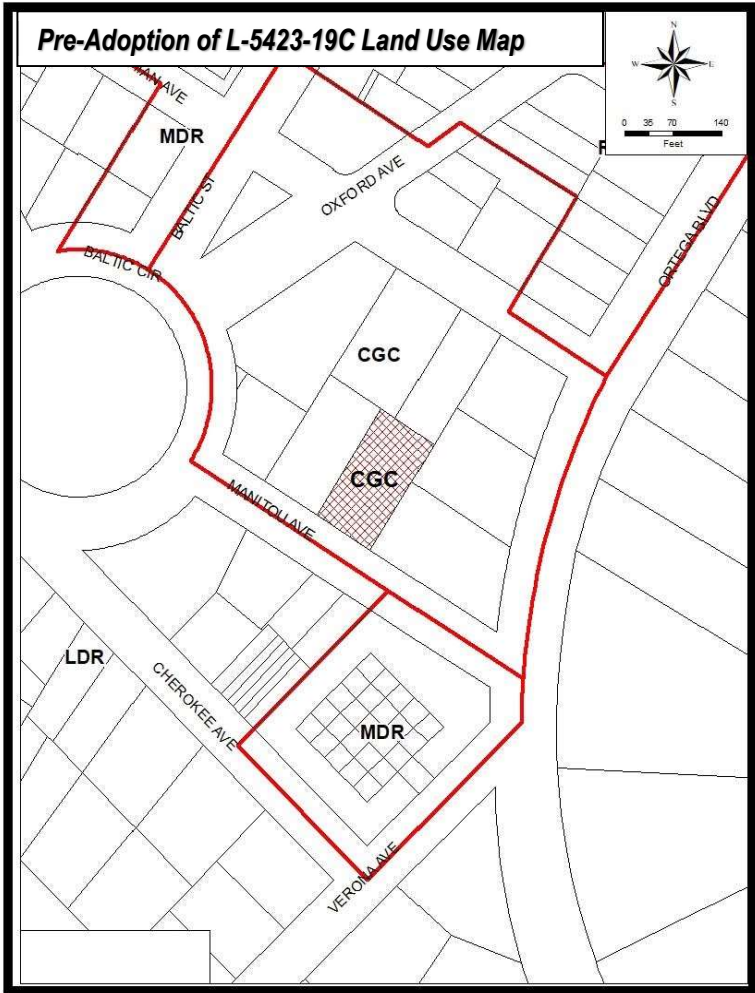 Pre-Adoption of L-5423-19C Land Use Map
N
W
E
S
0 35 70 140
Feet
AVE
MDR
BALTIC ST
OXFORD AVE
ORTEGA BLVD
BALTIC CIR
CGC
CGC
MANITOU AVE
LDR
CHEROKEE AVE
MDR
VERONA AVE